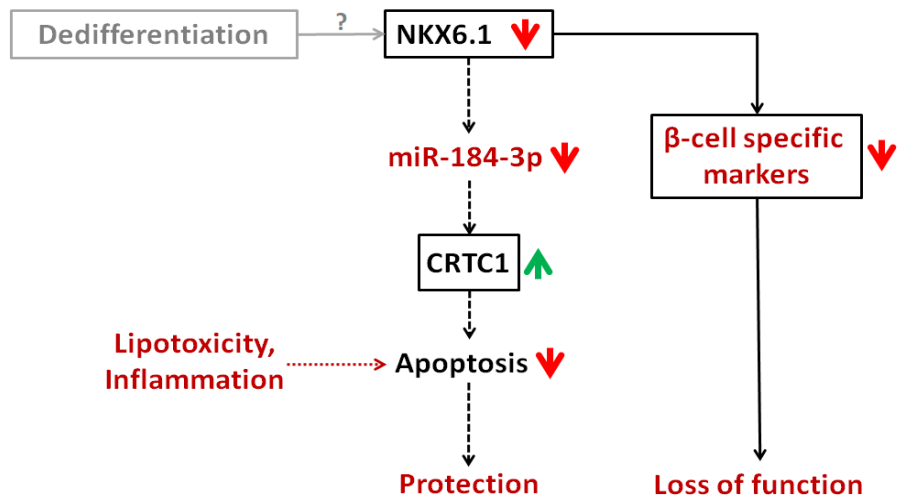 Dedifferentiation
?
NKX6.1
miR-184-3p
β-cell specific
markers
CRTC1
Lipotoxicity,
Inflammation
Apoptosis
Protection
Loss of function